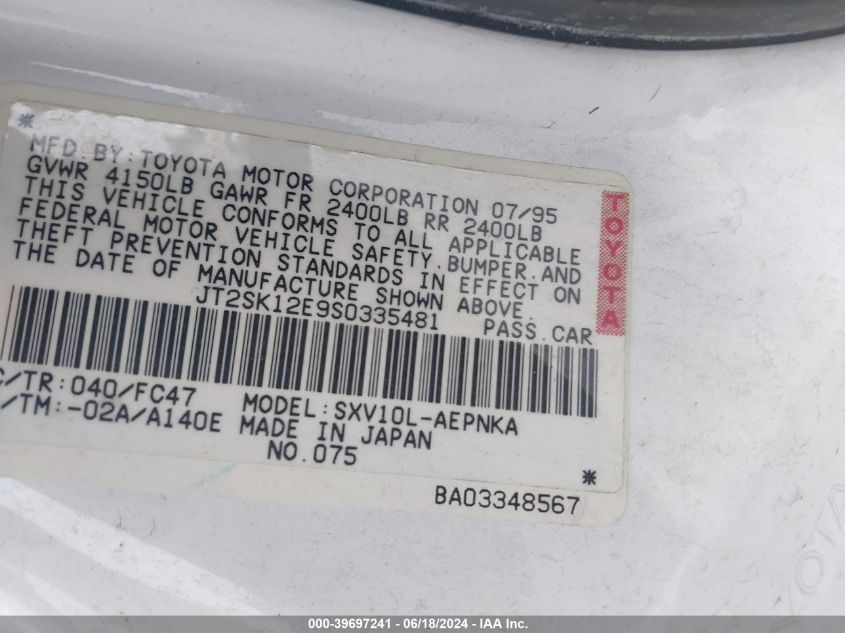 *
MFD.BY:TOYOTA MOTOR CORPORATION 07/95
GVWR 4150LB GAWR FR 2400LB RR 2400LB
THIS VEHICLE CONFORMS TO ALL APPLICABLE
FEDERAL MOTOR VEHICLE SAFETY,BUMPER,AND
THEFT PREVENTION STANDARDS IN EFFECT ON
THE DATE OF MANUFACTURE SHOWN ABOVE.
JT2SK12E9S0335481 PASS.CAR
TOYOTA
C/TR:040/FC47 MODEL:SXV10L-AEPNKA
/TM:-02A/A140E MADE IN JAPAN
NO.075
*
BA03348567
TOYOTA
000-39697241 - 06/18/2024 - IAA Inc.